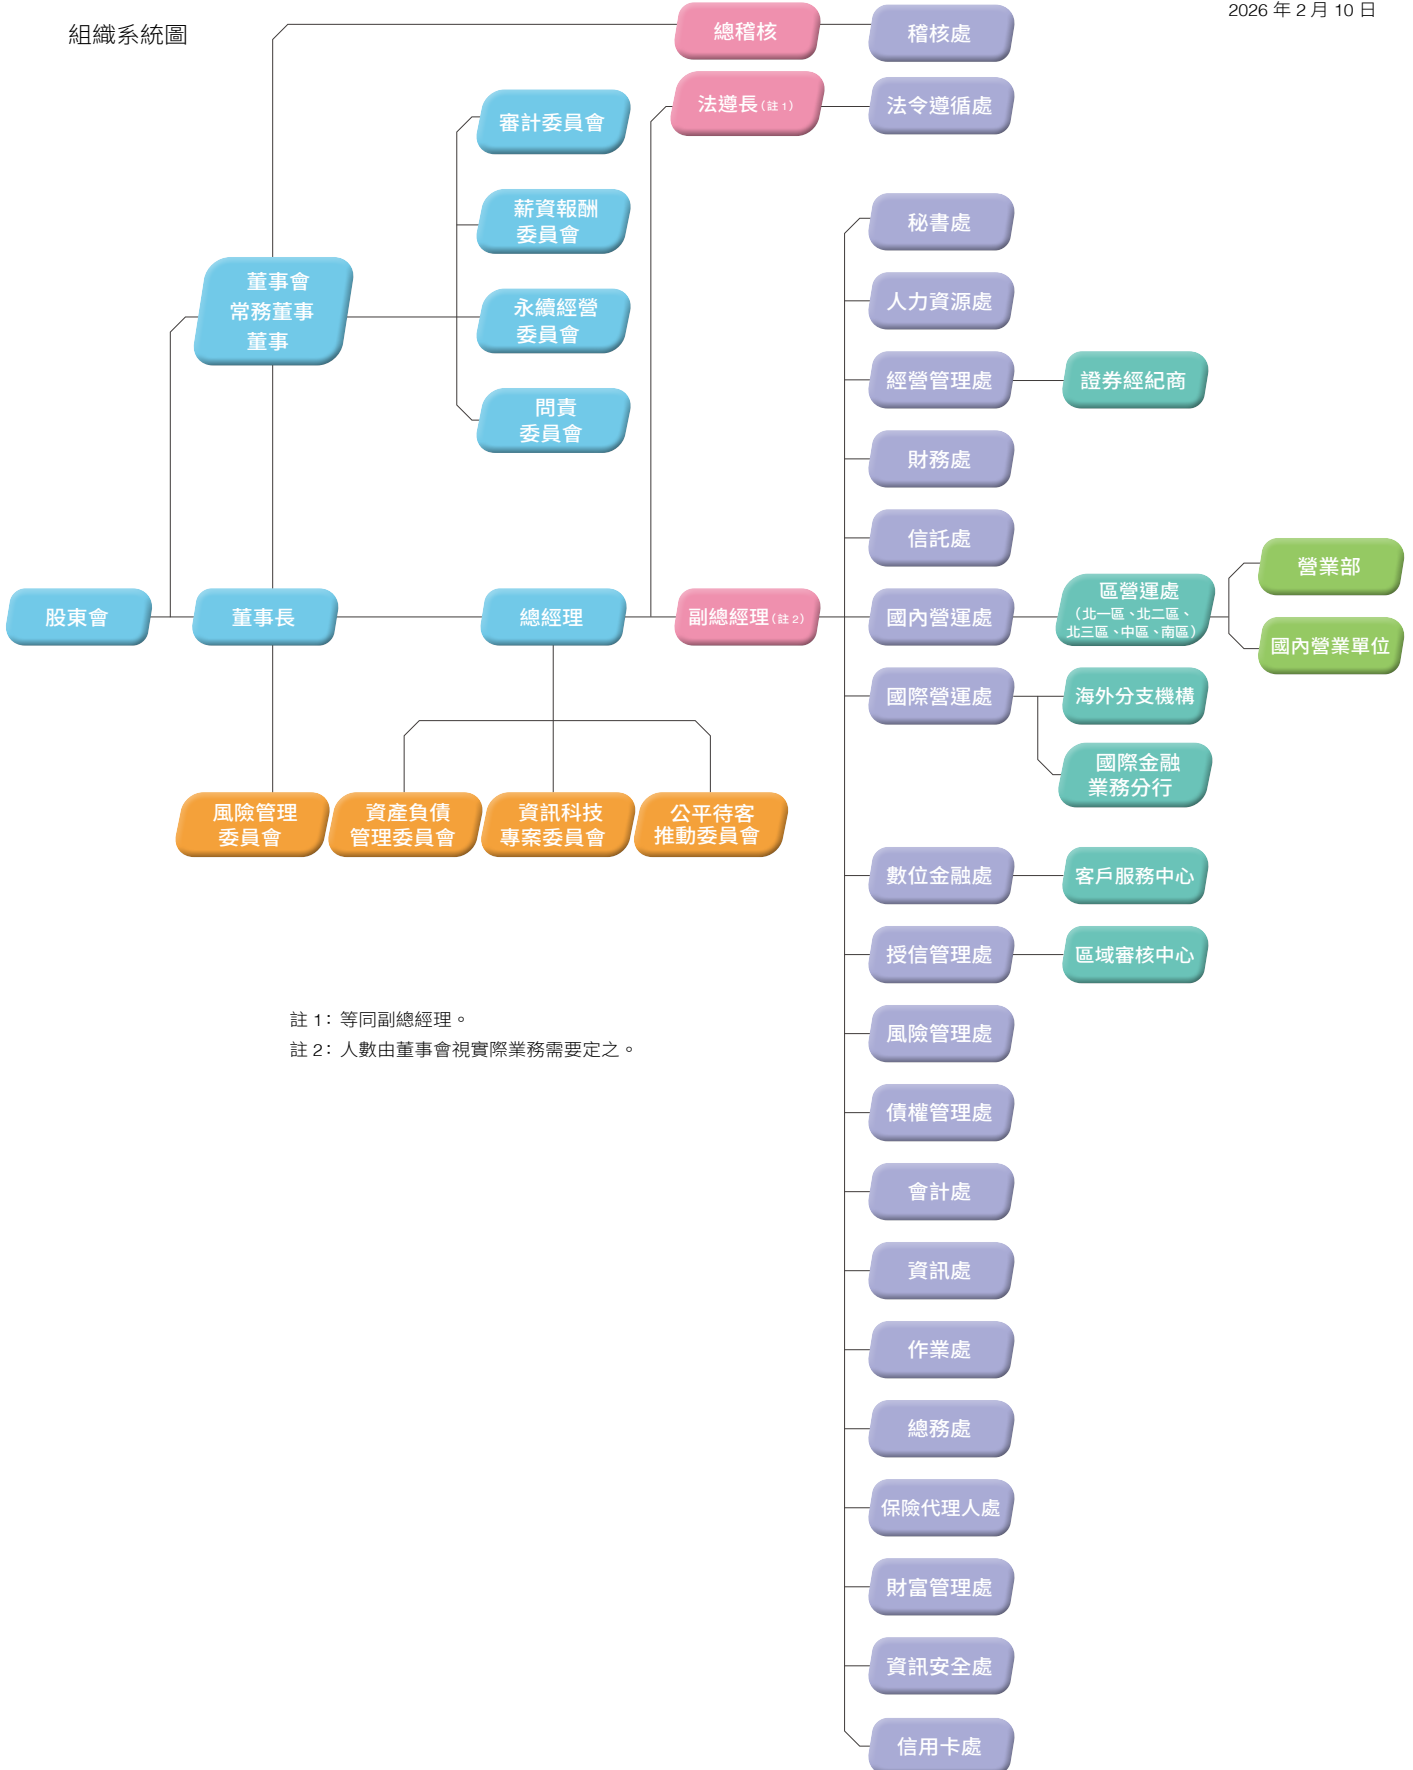 組織系統圖
2026 年 2 月 10 日
總稽核
稽核處
法遵長(註 1)
法令遵循處
審計委員會
薪資報酬
委員會
永續經營
委員會
問責
委員會
董事會
常務董事
董事
股東會
董事長
總經理
副總經理(註 2)
風險管理
委員會
資產負債
管理委員會
資訊科技
專案委員會
公平待客
推動委員會
秘書處
人力資源處
經營管理處
證券經紀商
財務處
信託處
國內營運處
區營運處
(北一區、北二區、
北三區、中區、南區)
營業部
國內營業單位
國際營運處
海外分支機構
國際金融
業務分行
數位金融處
客戶服務中心
授信管理處
區域審核中心
風險管理處
債權管理處
會計處
資訊處
作業處
總務處
保險代理人處
財富管理處
資訊安全處
信用卡處
註 1：等同副總經理。
註 2：人數由董事會視實際業務需要定之。